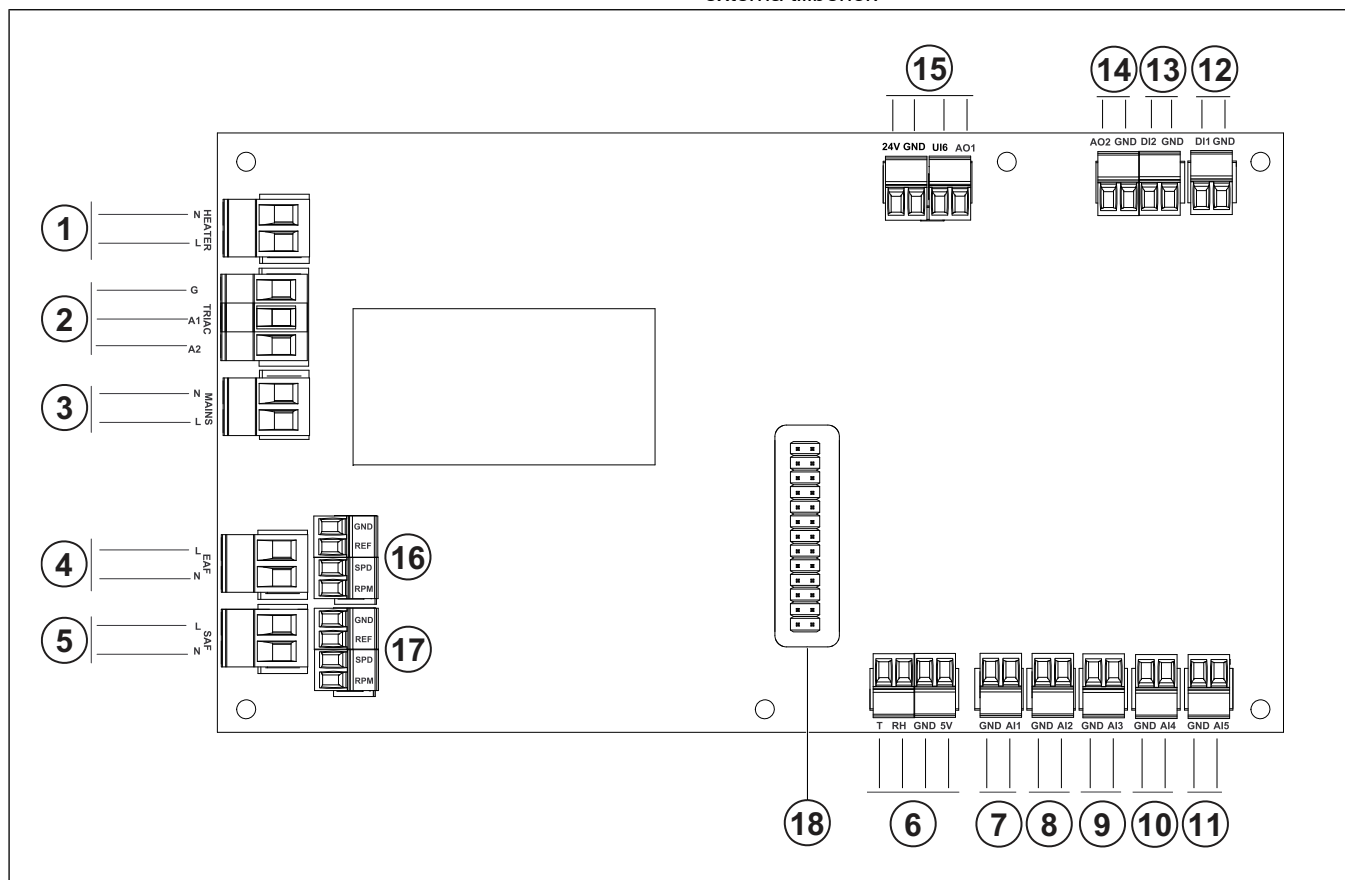 15
14 13 12
24V GND UI6 AO1
AO2 GND DI2 GND
DI1 GND
1
N
HEATER
L
2
G
TRIAC
A1
A2
3
N
MAINS
L
4
L
EAF
N
GND
REF
SPD
RPM
16
5
L
SAF
N
GND
REF
SPD
RPM
17
T RH GND 5V
GND AI1
GND AI2
GND AI3
GND AI4
GND AI5
18
6 7 8 9 10 11